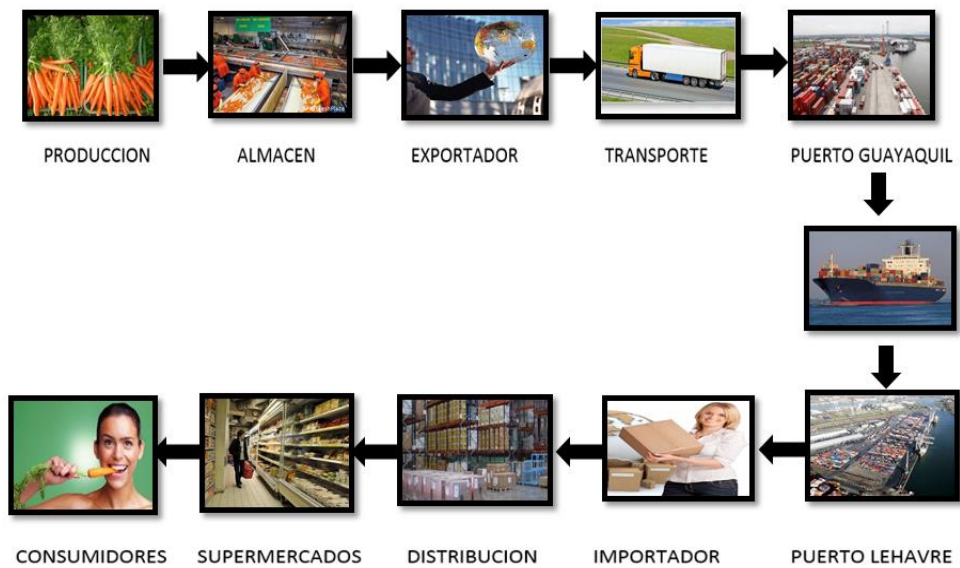 PRODUCCION
ALMACEN
EXPORTADOR
TRANSPORTE
PUERTO GUAYAQUIL
CONSUMIDORES
SUPERMERCADOS
DISTRIBUCION
IMPORTADOR
PUERTO LEHAVRE